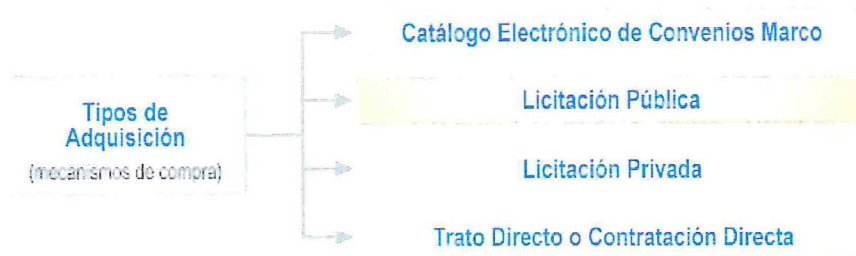 Catálogo Electrónico de Convenios Marco
Licitación Pública
Tipos de
Adquisición
(mecanismos de compra)
Licitación Privada
Trato Directo o Contratación Directa